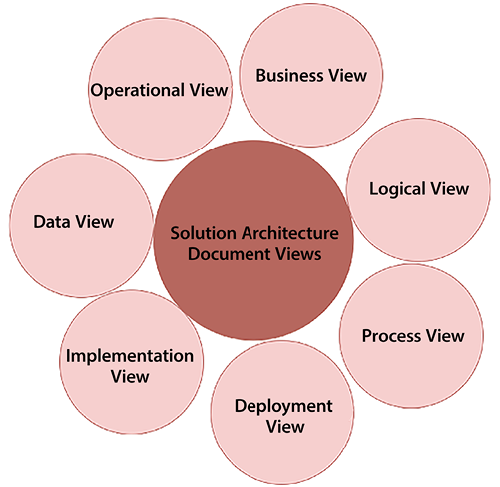 Business View
Operational View
Logical View
Data View
Solution Architecture
Document Views
Process View
Implementation
View
Deployment
View